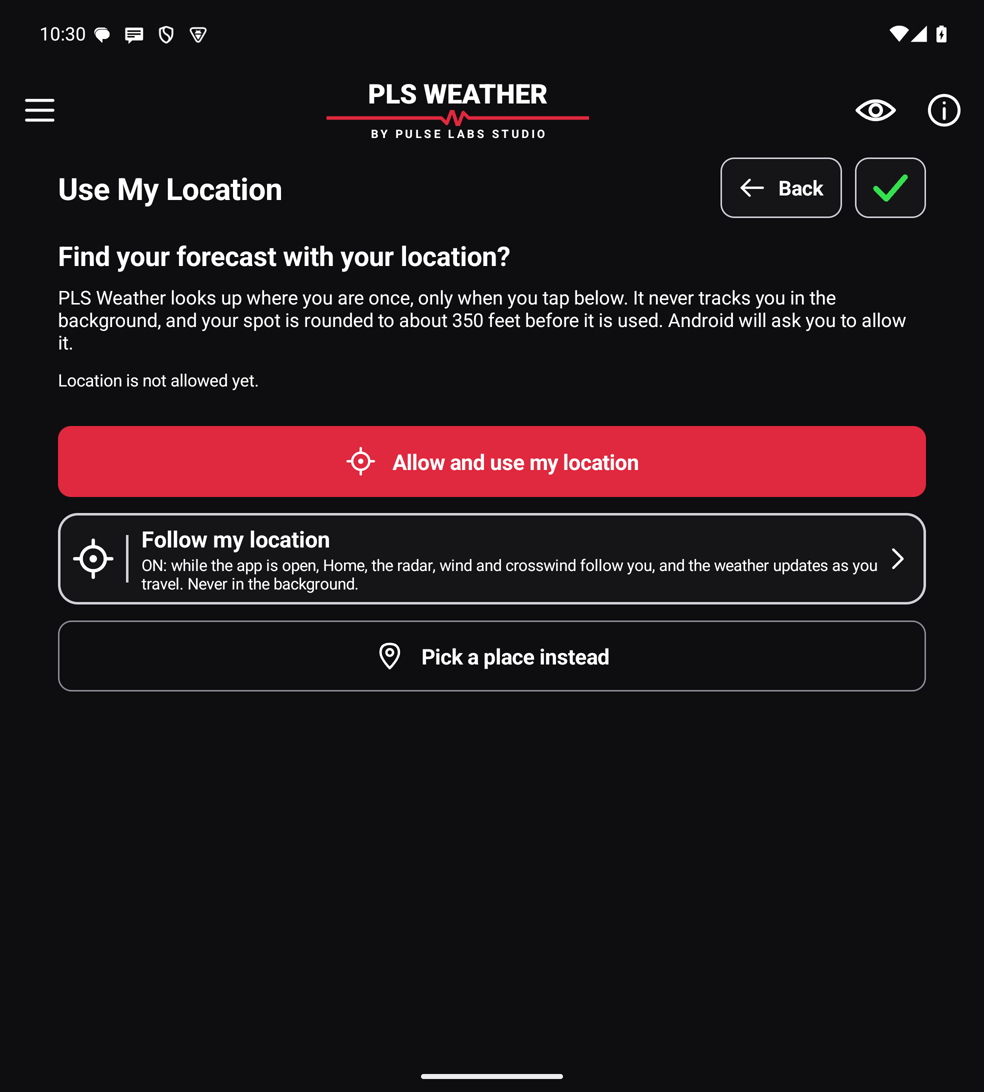 10:30
PLS WEATHER
BY PULSE LABS STUDIO
Use My Location
Back
Find your forecast with your location?
PLS Weather looks up where you are once, only when you tap below. It never tracks you in the
background, and your spot is rounded to about 350 feet before it is used. Android will ask you to allow
it.
Location is not allowed yet.
Allow and use my location
Follow my location
ON: while the app is open, Home, the radar, wind and crosswind follow you, and the weather updates as you
travel. Never in the background.
Pick a place instead